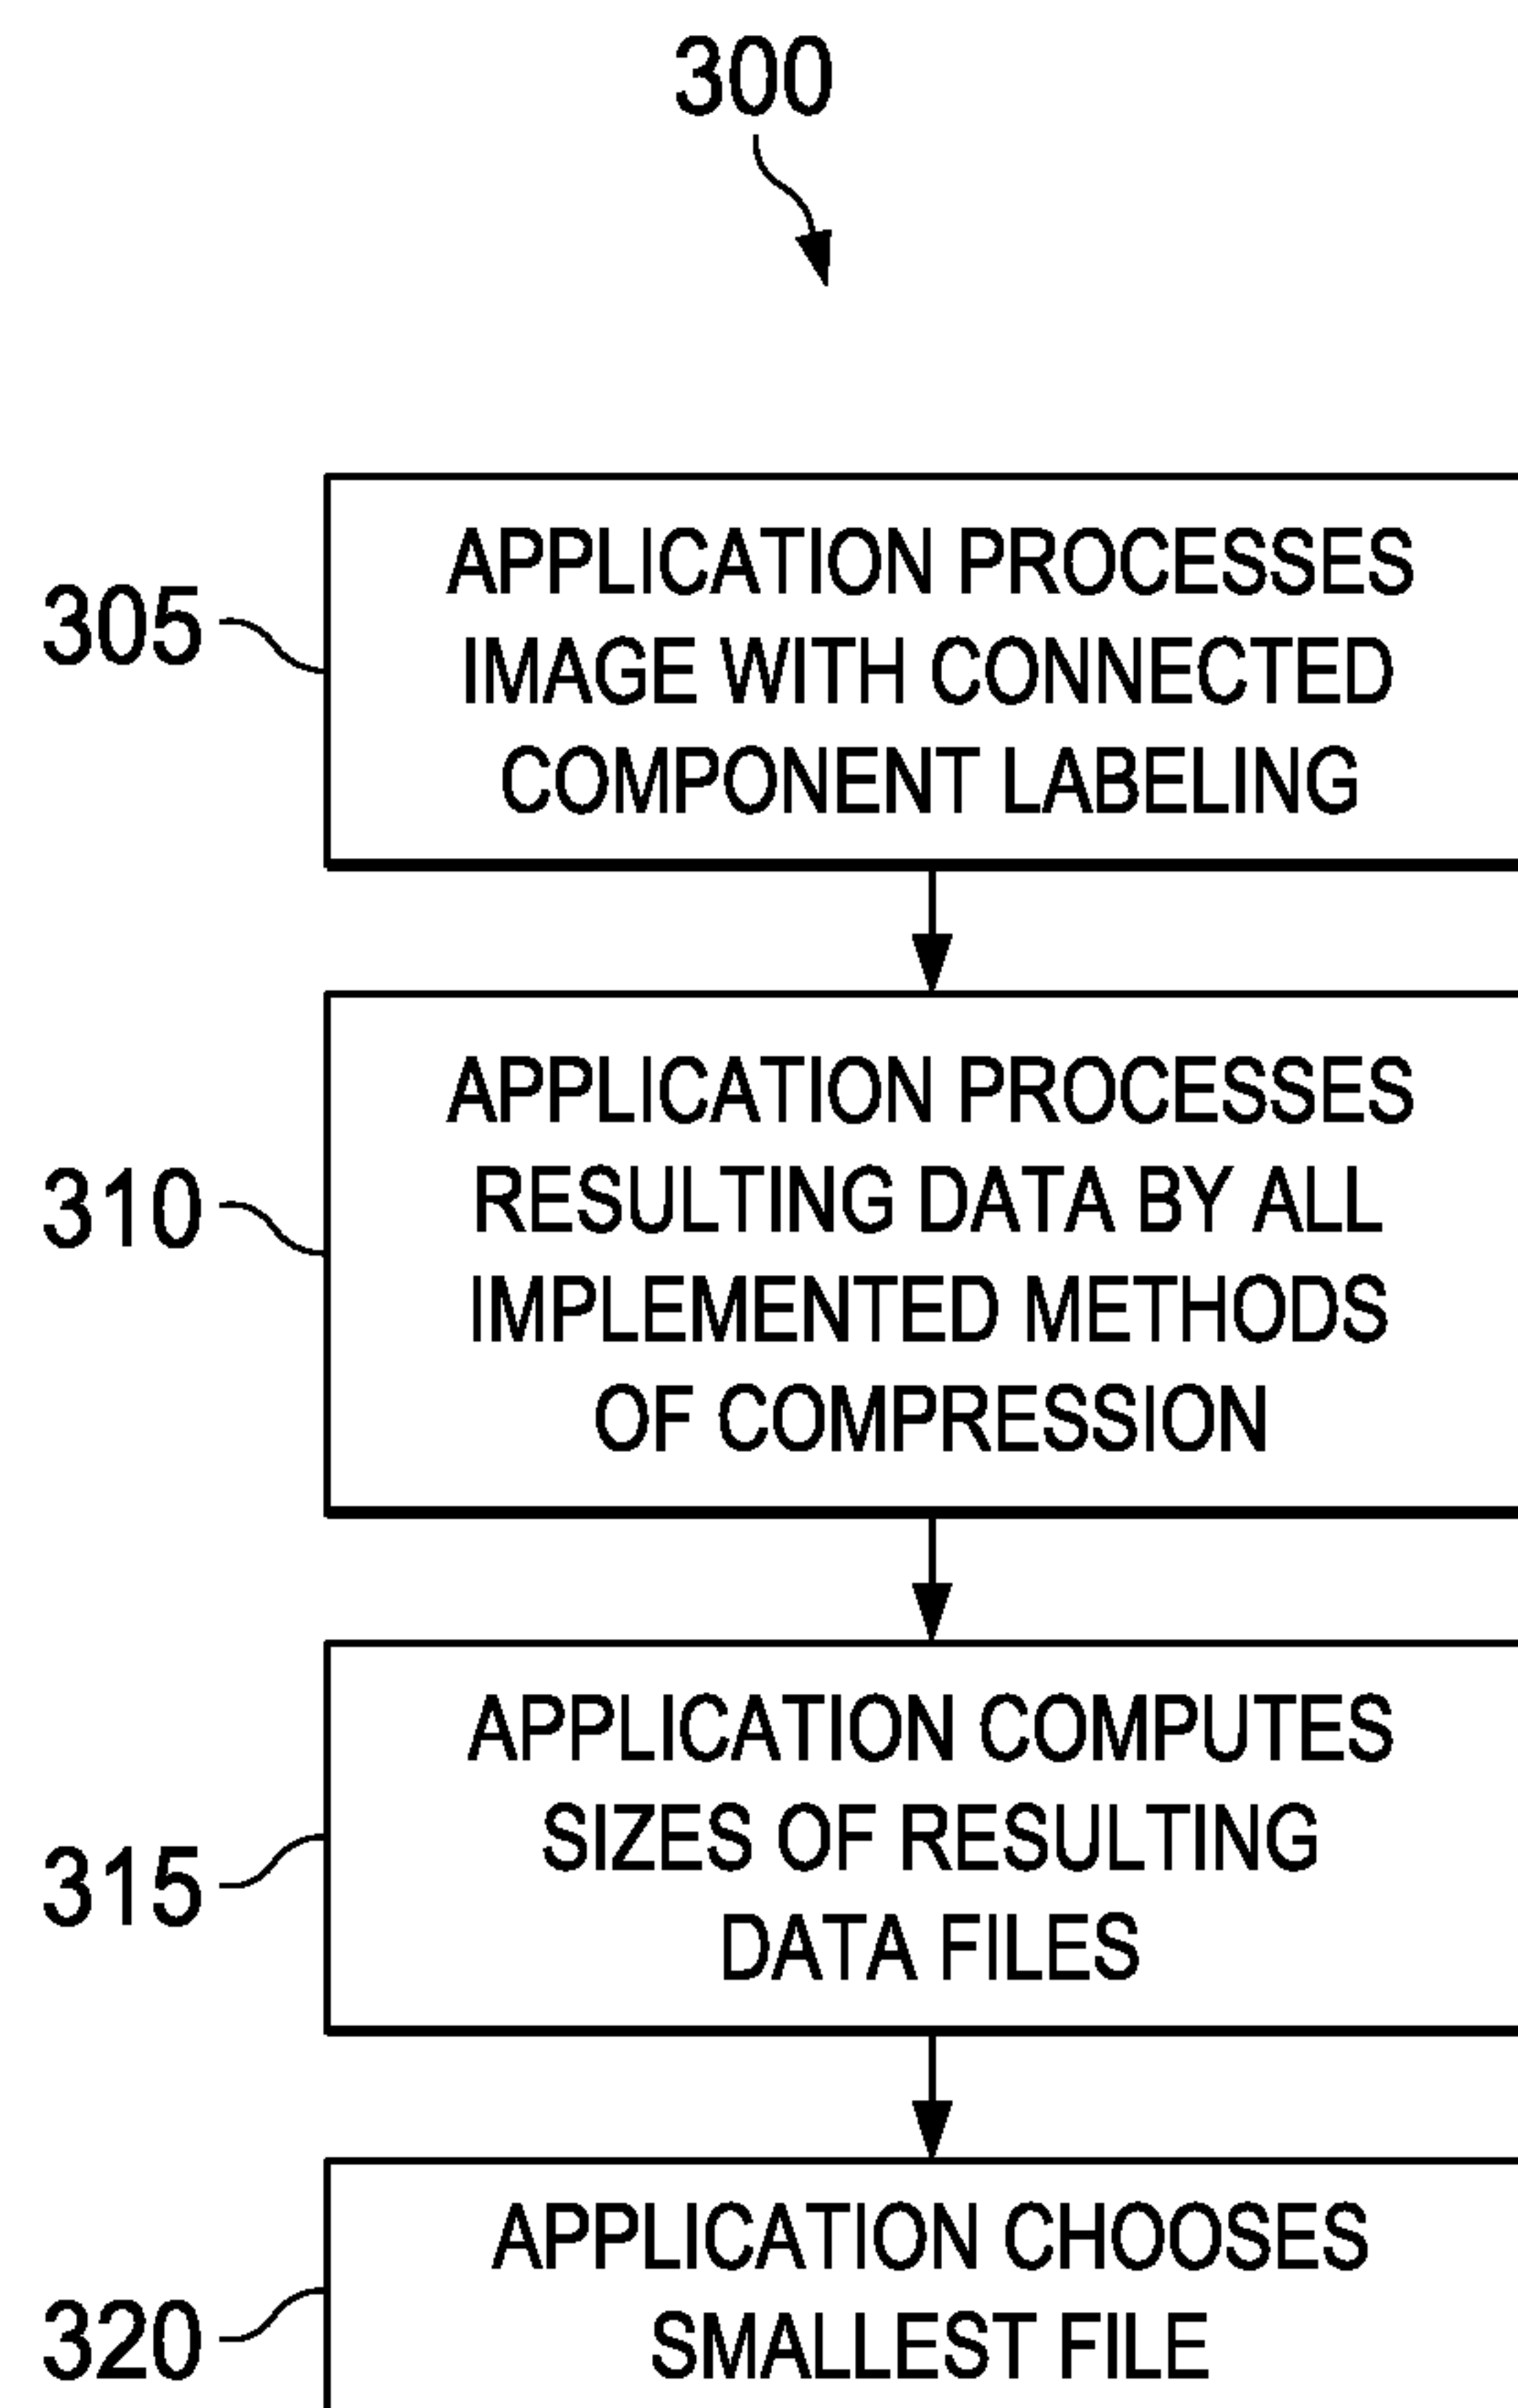 300
305
APPLICATION PROCESSES
IMAGE WITH CONNECTED
COMPONENT LABELING
310
APPLICATION PROCESSES
RESULTING DATA BY ALL
IMPLEMENTED METHODS
OF COMPRESSION
315
APPLICATION COMPUTES
SIZES OF RESULTING
DATA FILES
320
APPLICATION CHOOSES
SMALLEST FILE